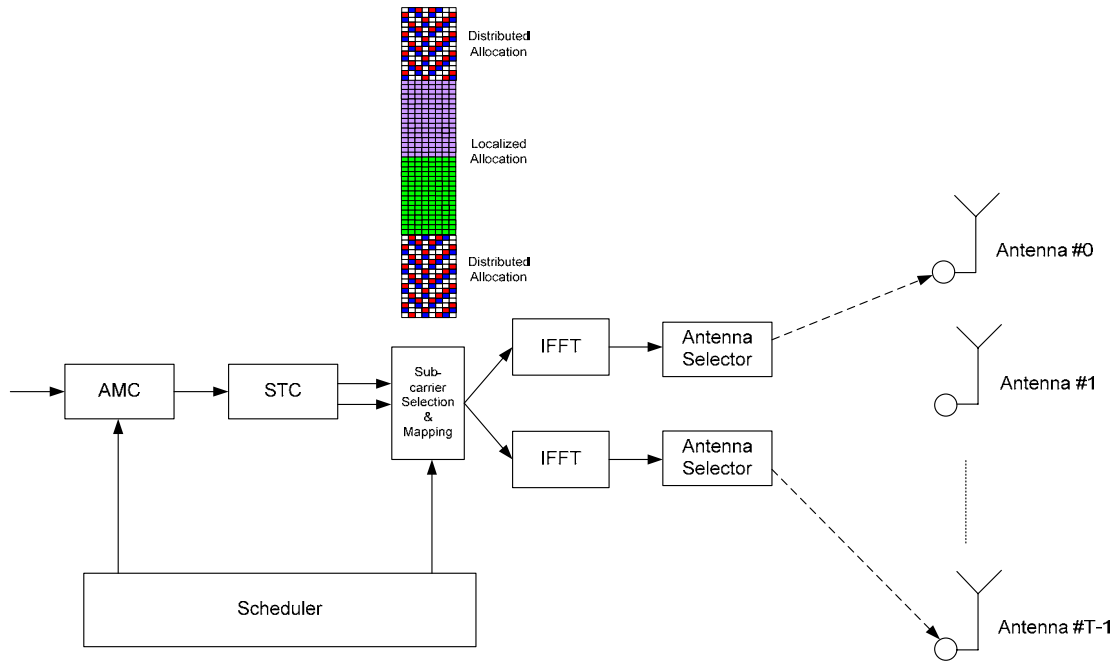 Distributed
Allocation
Localized
Allocation
Distributed
Allocation
AMC
STC
Sub-
carrier
Selection
&
Mapping
IFFT
Antenna
Selector
IFFT
Antenna
Selector
Scheduler
Antenna #0
Antenna #1
Antenna #T-1